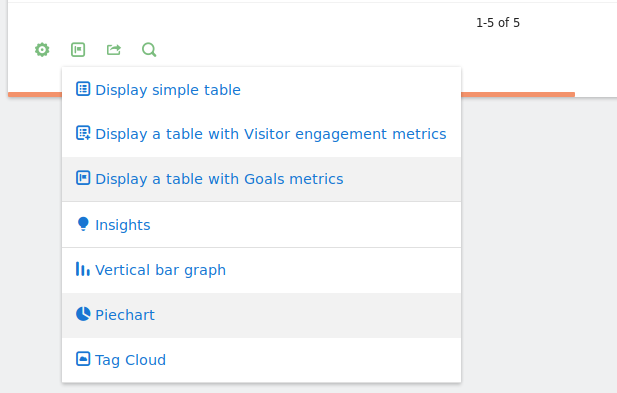 1-5 of 5
Display simple table
Display a table with Visitor engagement metrics
Display a table with Goals metrics
Insights
Vertical bar graph
Piechart
Tag Cloud